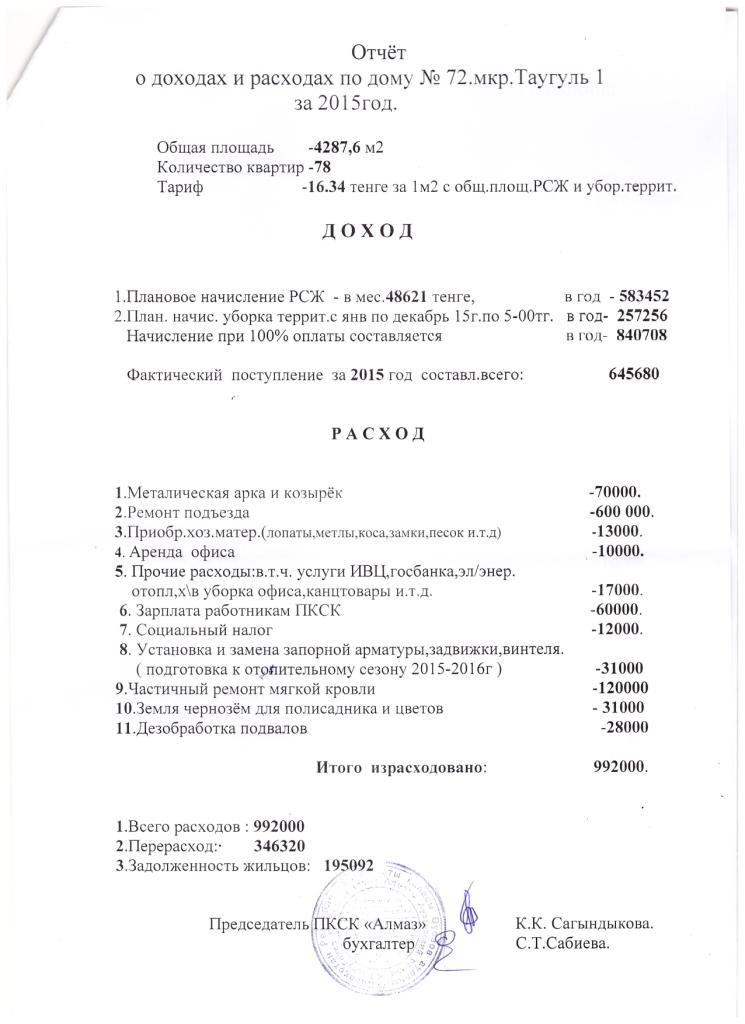 Отчёт
о доходах и расходах по дому № 72.мкр.Таугуль 1
за 2015год.
Общая площадь -4287,6 м2
Количество квартир -78
Тариф -16.34 тенге за 1м2 с общ.площ.РСЖ и убор.террит.
Д О Х О Д
1.Плановое начисление РСЖ - в мес.48621 тенге, в год - 583452
2.План. начис. уборка террит.с янв по декабрь 15г.по 5-00тг. в год- 257256
Начисление при 100% оплаты составляется в год- 840708
Фактический поступление за 2015 год составл.всего: 645680
Р А С Х О Д
1.Металическая арка и козырёк -70000.
2.Ремонт подъезда -600 000.
3.Приобр.хоз.матер.(лопаты,метлы,коса,замки,песок и.т.д) -13000.
4. Аренда офиса -10000.
5. Прочие расходы:в.т.ч. услуги ИВЦ,госбанка,эл/энер.
отопл,х\в уборка офиса,канцтовары и.т.д. -17000.
6. Зарплата работникам ПКСК -60000.
7. Социальный налог -12000.
8. Установка и замена запорной арматуры,задвижки,винтеля.
( подготовка к отопительному сезону 2015-2016г ) -31000
9.Частичный ремонт мягкой кровли -120000
10.Земля чернозём для полисадника и цветов - 31000
11.Дезобработка подвалов -28000
Итого израсходовано: 992000.
1.Всего расходов : 992000
2.Перерасход:· 346320
3.Задолженность жильцов: 195092
Председатель ПКСК «Алмаз» К.К. Сагындыкова.
бухгалтер С.Т.Сабиева.